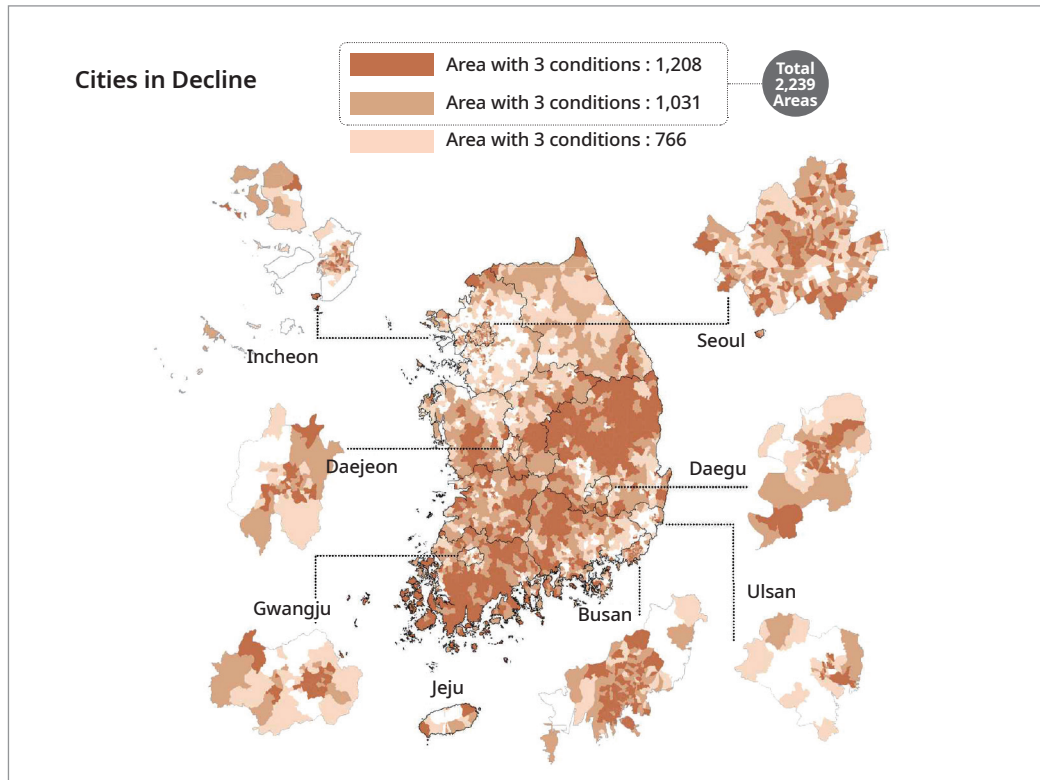 Cities in Decline
Area with 3 conditions : 1,208
Area with 3 conditions : 1,031
Area with 3 conditions : 766
Total
2,239
Areas
Incheon
Seoul
Daejeon
Daegu
Gwangju
Busan
Ulsan
Jeju